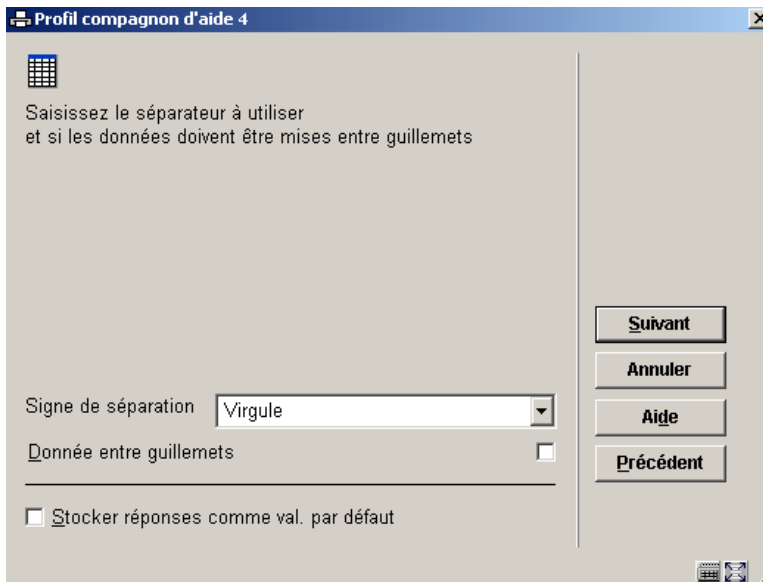 Profil compagnon d'aide 4
Saisissez le séparateur à utiliser
et si les données doivent être mises entre guillemets
Suivant
Annuler
Signe de séparation Virgule
Aide
Donnée entre guillemets
Précédent
Stocker réponses comme val. par défaut